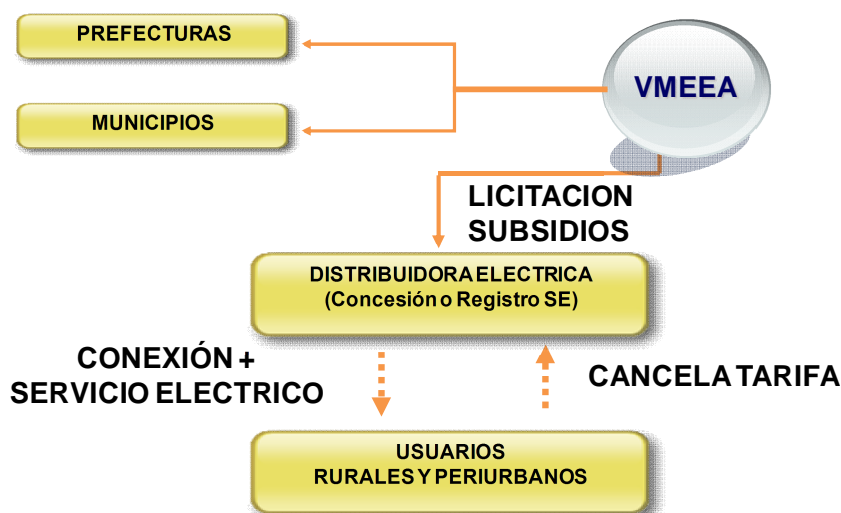 PREFECTURAS
VMEEA
MUNICIPIOS
LICITACION
SUBSIDIOS
DISTRIBUIDORA ELECTRICA
(Concesión o Registro SE)
CONEXIÓN +
SERVICIO ELECTRICO
CANCELA TARIFA
USUARIOS
RURALES Y PERIURBANOS